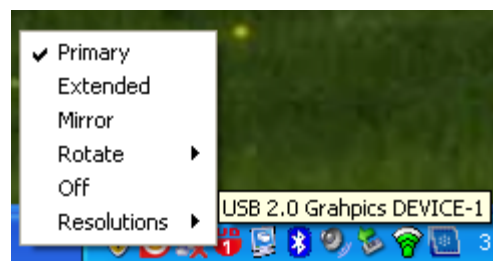 Primary
Extended
Mirror
Rotate
Off
Resolutions
USB 2.0 Grahpics DEVICE-1
3